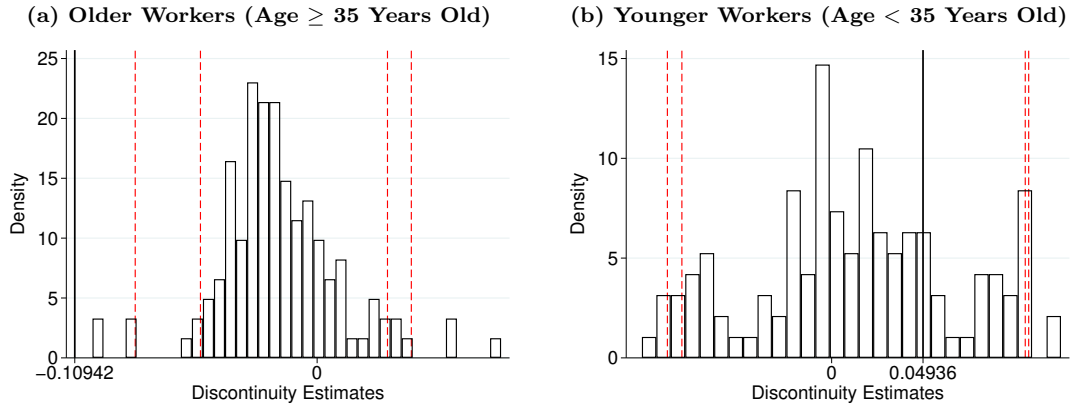 (a) Older Workers (Age ≥ 35 Years Old)
25
20
15
10
5
0
Density
−0.10942
0
Discontinuity Estimates
(b) Younger Workers (Age < 35 Years Old)
15
10
5
0
Density
0
0.04936
Discontinuity Estimates